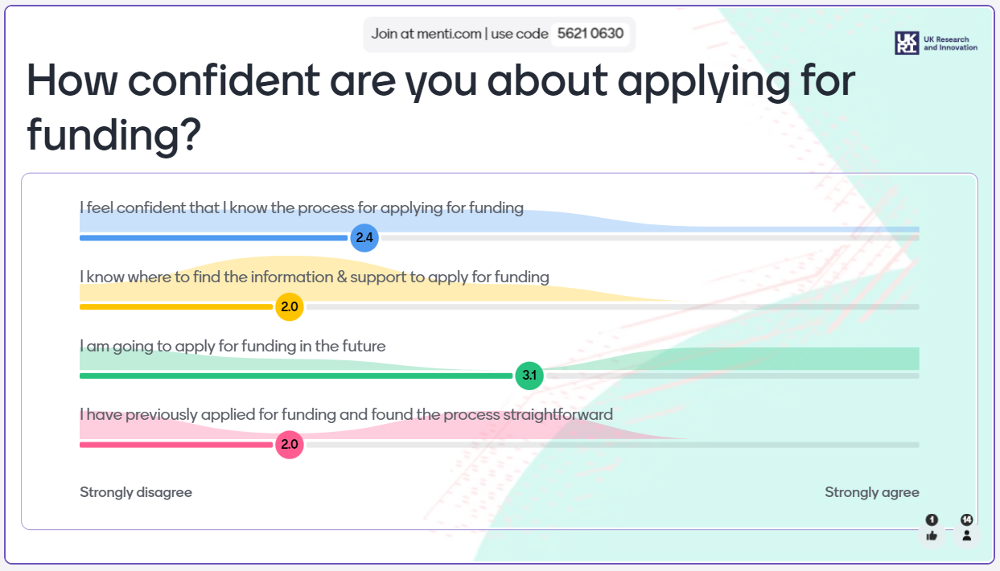 Join at menti.com | use code 5621 0630
UK
RI
UK Research
and Innovation
How confident are you about applying for
funding?
I feel confident that I know the process for applying for funding
2.4
I know where to find the information & support to apply for funding
2.0
I am going to apply for funding in the future
3.1
I have previously applied for funding and found the process straightforward
2.0
Strongly disagree
Strongly agree
1
14